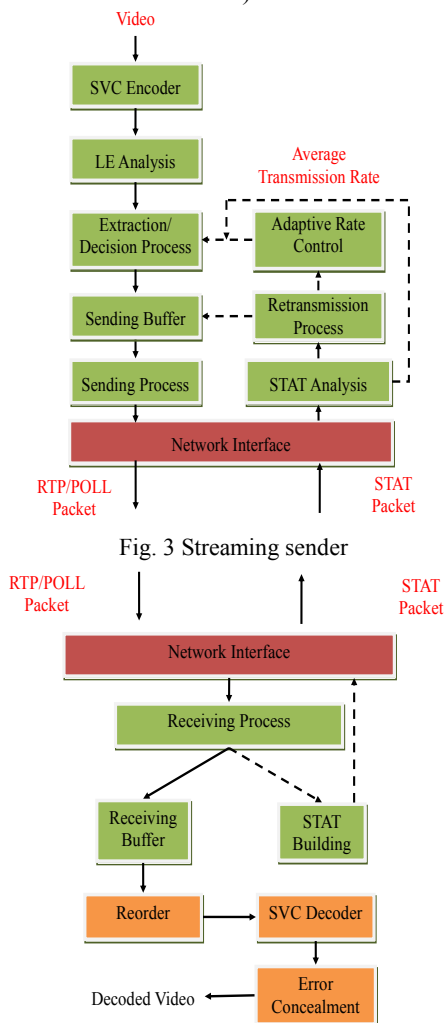 )
Video
SVC Encoder
LE Analysis
Average
Transmission Rate
Extraction/
Decision Process
Adaptive Rate
Control
Sending Buffer
Retransmission
Process
Sending Process
STAT Analysis
Network Interface
RTP/POLL
Packet
STAT
Packet
Fig. 3 Streaming sender
RTP/POLL
Packet
STAT
Packet
Network Interface
Receiving Process
Receiving
Buffer
STAT
Building
Reorder
SVC Decoder
Error
Concealment
Decoded Video